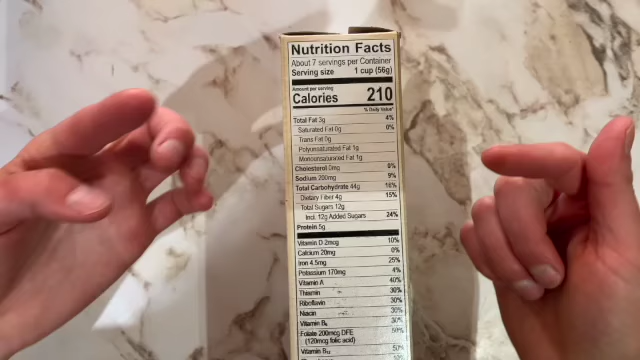 Nutrition Facts
About 7 servings per Container
Serving size 1 cup (56g)
Amount per serving
Calories 210
% Daily Value*
Total Fat 3g 4%
Saturated Fat 0g 0%
Trans Fat 0g
Polyunsaturated Fat 1g
Monounsaturated Fat 1g
Cholesterol 0mg 0%
Sodium 200mg 9%
Total Carbohydrate 44g 16%
Dietary Fiber 4g 15%
Total Sugars 12g
Incl. 12g Added Sugars 24%
Protein 5g
Vitamin D 2mcg 10%
Calcium 20mg 0%
Iron 4.5mg 25%
Potassium 170mg 4%
Vitamin A 40%
Thiamin 30%
Riboflavin 30%
Niacin 30%
Vitamin B₆ 30%
Folate 200mcg DFE 50%
(120mcg folic acid)
Vitamin B₁₂ 50%